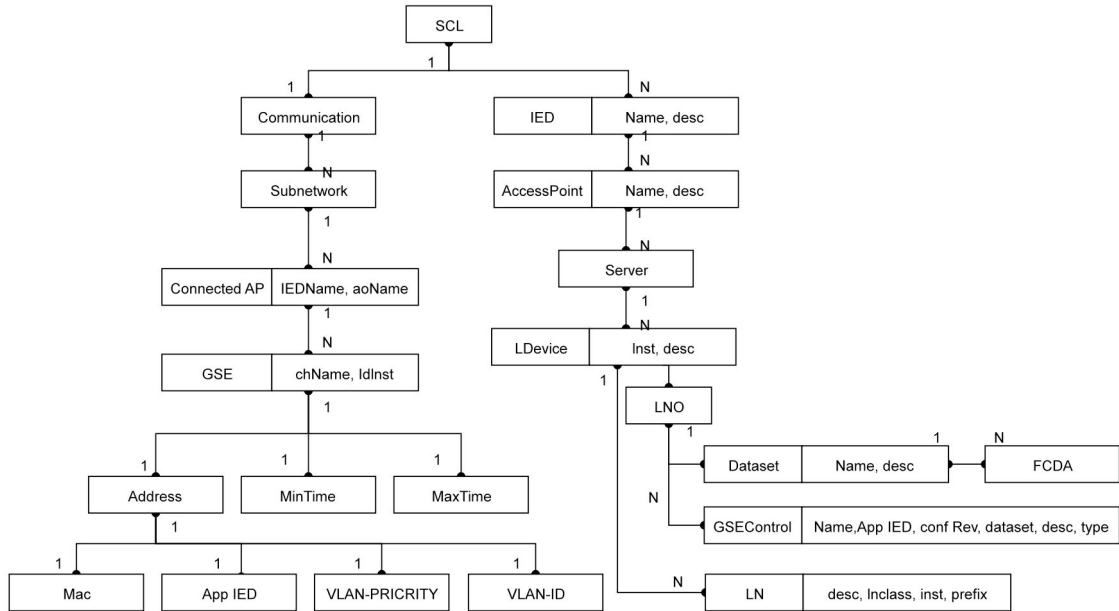 SCL
1
1
N
Communication
IED
Name, desc
1
1
N
N
Subnetwork
AccessPoint
Name, desc
1
1
N
N
Server
Connected AP
IEDName, aoName
1
1
N
N
LDevice
Inst, desc
GSE
chName, IdInst
1
1
LNO
1
1
N
Dataset
Name, desc
FCDA
1
1
1
Address
MinTime
MaxTime
N
GSEControl
Name,App IED, conf Rev, dataset, desc, type
1
1
1
1
1
N
Mac
App IED
VLAN-PRICRITY
VLAN-ID
LN
desc, Inclass, inst, prefix